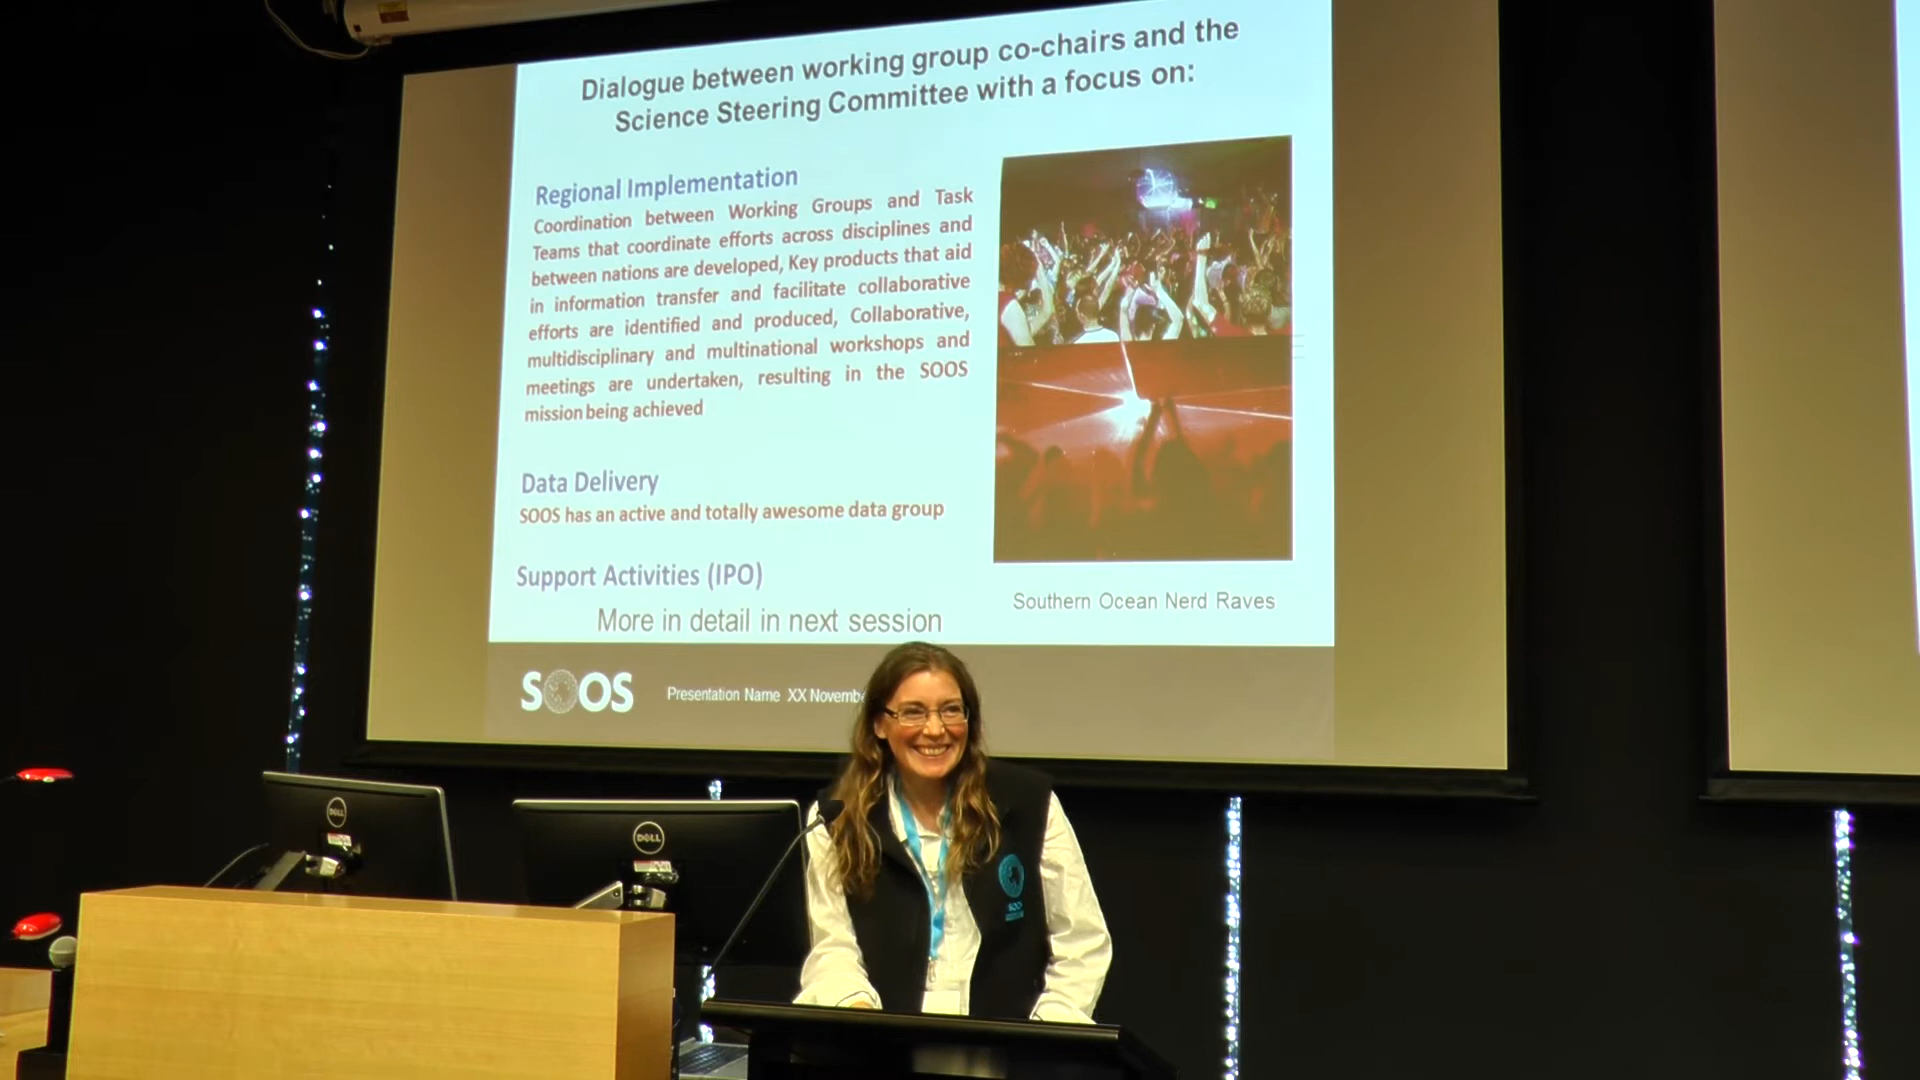 Dialogue between working group co-chairs and the
Science Steering Committee with a focus on:
Regional Implementation
Coordination between Working Groups and Task
Teams that coordinate efforts across disciplines and
between nations are developed, Key products that aid
in information transfer and facilitate collaborative
efforts are identified and produced, Collaborative,
multidisciplinary and multinational workshops and
meetings are undertaken, resulting in the SOOS
mission being achieved
Data Delivery
SOOS has an active and totally awesome data group
Support Activities (IPO)
More in detail in next session
Southern Ocean Nerd Raves
SOOS
Presentation Name XX Novembe
DELL
DELL
SOO